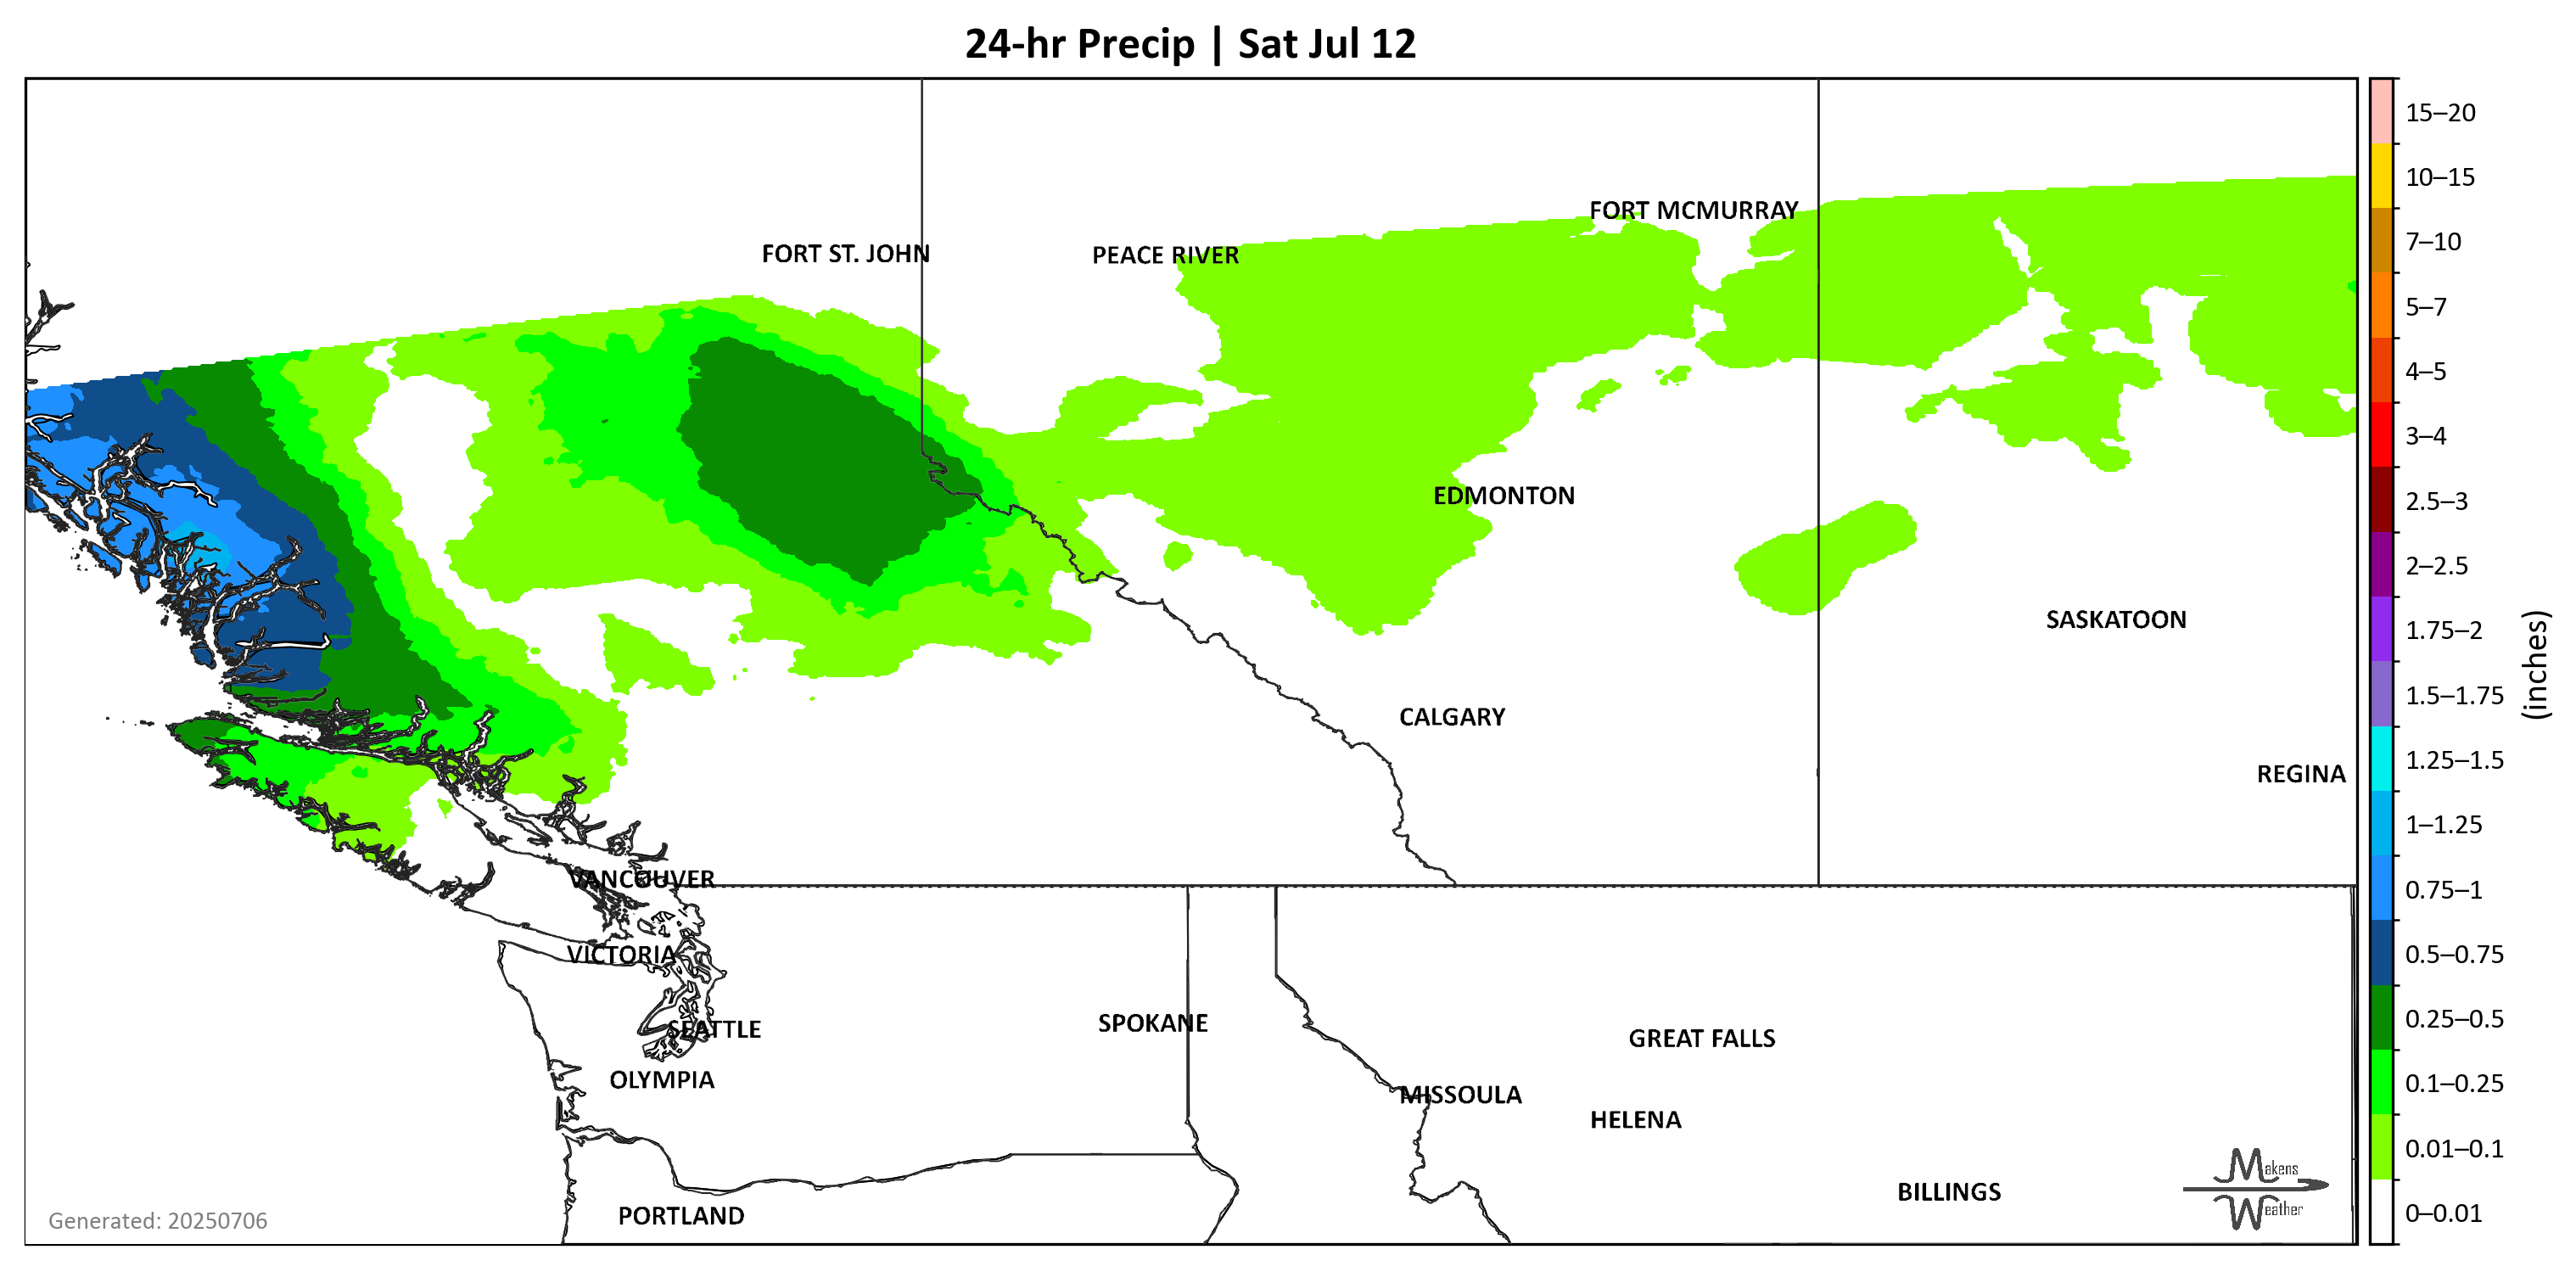 24-hr Precip | Sat Jul 12
15–20
10–15
FORT MCMURRAY
7–10
FORT ST. JOHN
PEACE RIVER
5–7
4–5
3–4
EDMONTON
2.5–3
2–2.5
SASKATOON
1.75–2
(inches)
1.5–1.75
CALGARY
1.25–1.5
REGINA
1–1.25
VANCOUVER
0.75–1
VICTORIA
0.5–0.75
SPOKANE
0.25–0.5
SEATTLE
GREAT FALLS
OLYMPIA
0.1–0.25
MISSOULA
HELENA
0.01–0.1
Makens
Weather
BILLINGS
PORTLAND
0–0.01
Generated: 20250706